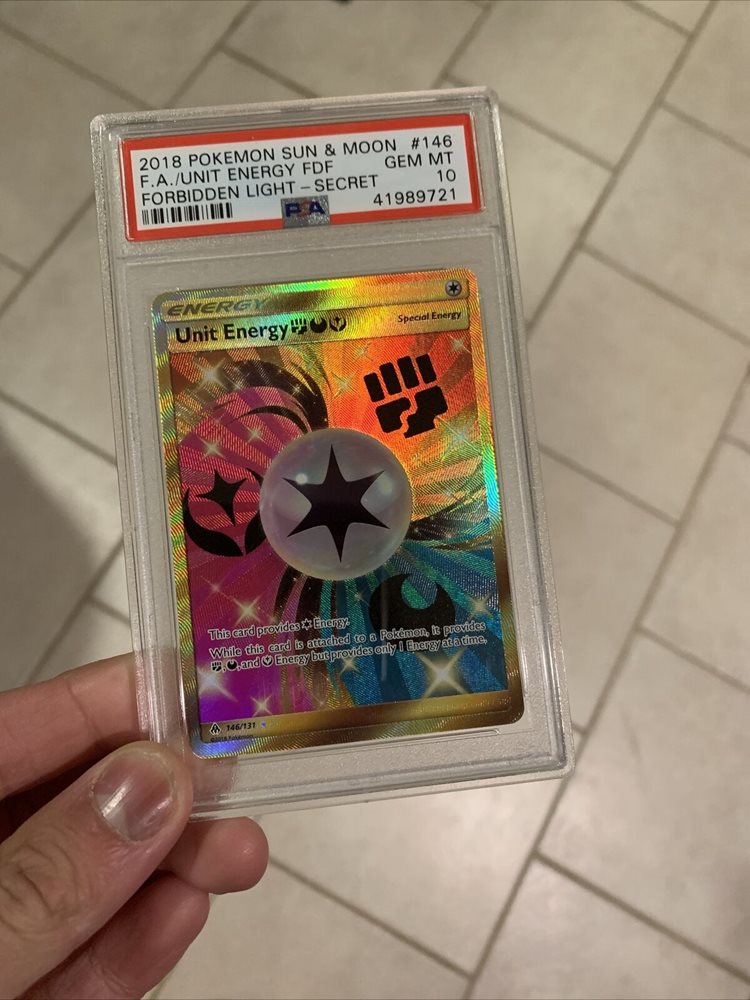 2018 POKEMON SUN & MOON #146
F.A./UNIT ENERGY FDF GEM MT
FORBIDDEN LIGHT – SECRET 10
PSA 41989721
ENERGY
Unit Energy
Special Energy
This card provides Energy.
While this card is attached to a Pokémon, it provides
, , and Energy but provides only 1 Energy at a time.
146/131
©2018 Pokémon